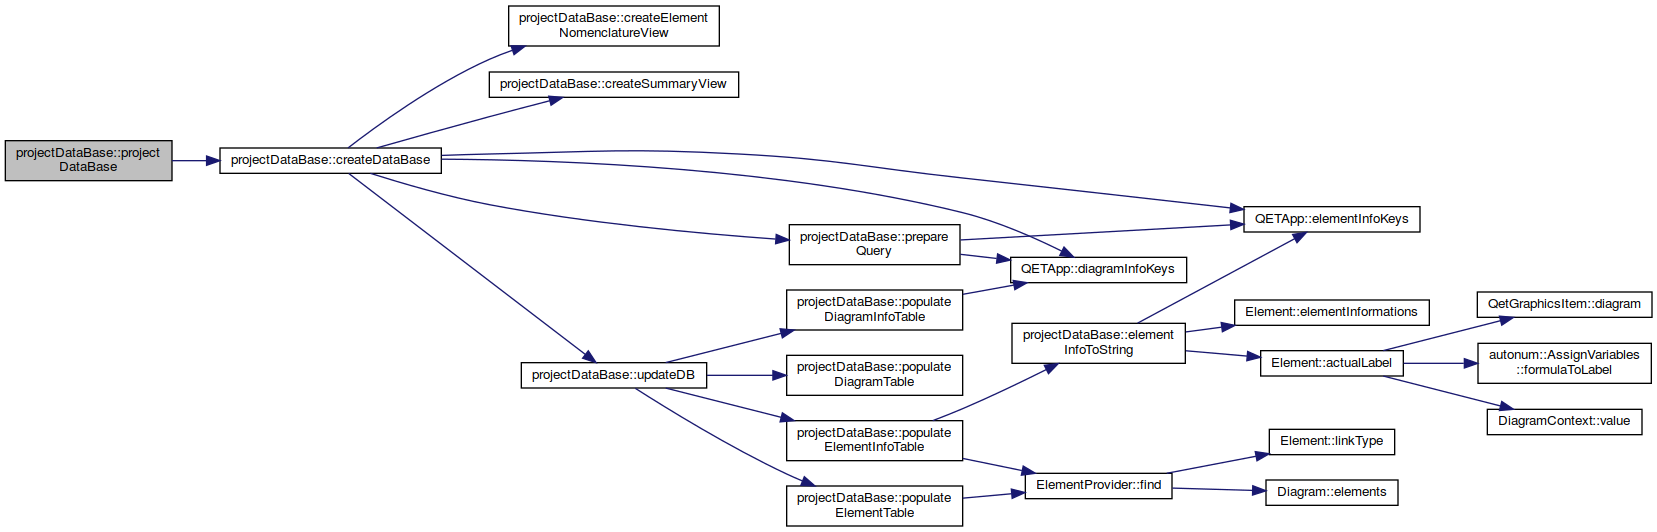 projectDataBase::createElement
NomenclatureView
projectDataBase::createSummaryView
projectDataBase::project
DataBase
projectDataBase::createDataBase
QETApp::elementInfoKeys
projectDataBase::prepare
Query
QETApp::diagramInfoKeys
projectDataBase::populate
DiagramInfoTable
projectDataBase::element
InfoToString
Element::elementInformations
QetGraphicsItem::diagram
projectDataBase::updateDB
projectDataBase::populate
DiagramTable
Element::actualLabel
autonum::AssignVariables
::formulaToLabel
DiagramContext::value
projectDataBase::populate
ElementInfoTable
Element::linkType
ElementProvider::find
Diagram::elements
projectDataBase::populate
ElementTable